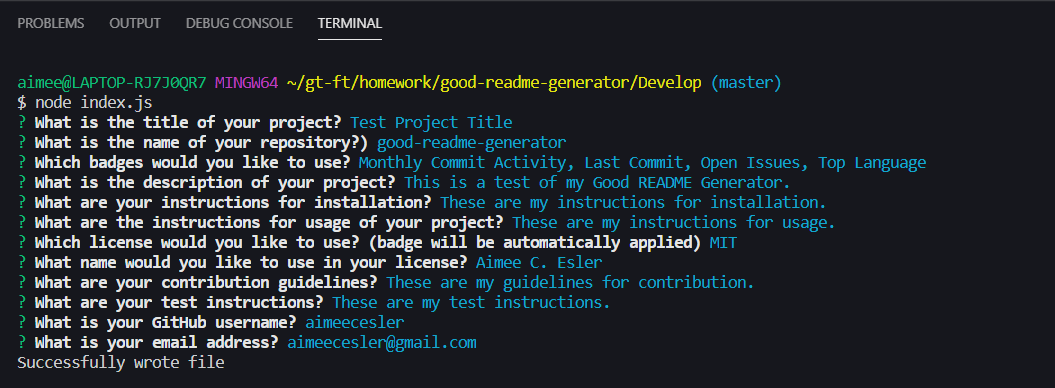 PROBLEMS OUTPUT DEBUG CONSOLE TERMINAL
aimee@LAPTOP-RJ7J0QR7 MINGW64 ~/gt-ft/homework/good-readme-generator/Develop (master)
$ node index.js
? What is the title of your project? Test Project Title
? What is the name of your repository?) good-readme-generator
? Which badges would you like to use? Monthly Commit Activity, Last Commit, Open Issues, Top Language
? What is the description of your project? This is a test of my Good README Generator.
? What are your instructions for installation? These are my instructions for installation.
? What are the instructions for usage of your project? These are my instructions for usage.
? Which license would you like to use? (badge will be automatically applied) MIT
? What name would you like to use in your license? Aimee C. Esler
? What are your contribution guidelines? These are my guidelines for contribution.
? What are your test instructions? These are my test instructions.
? What is your GitHub username? aimeecesler
? What is your email address? aimeecesler@gmail.com
Successfully wrote file